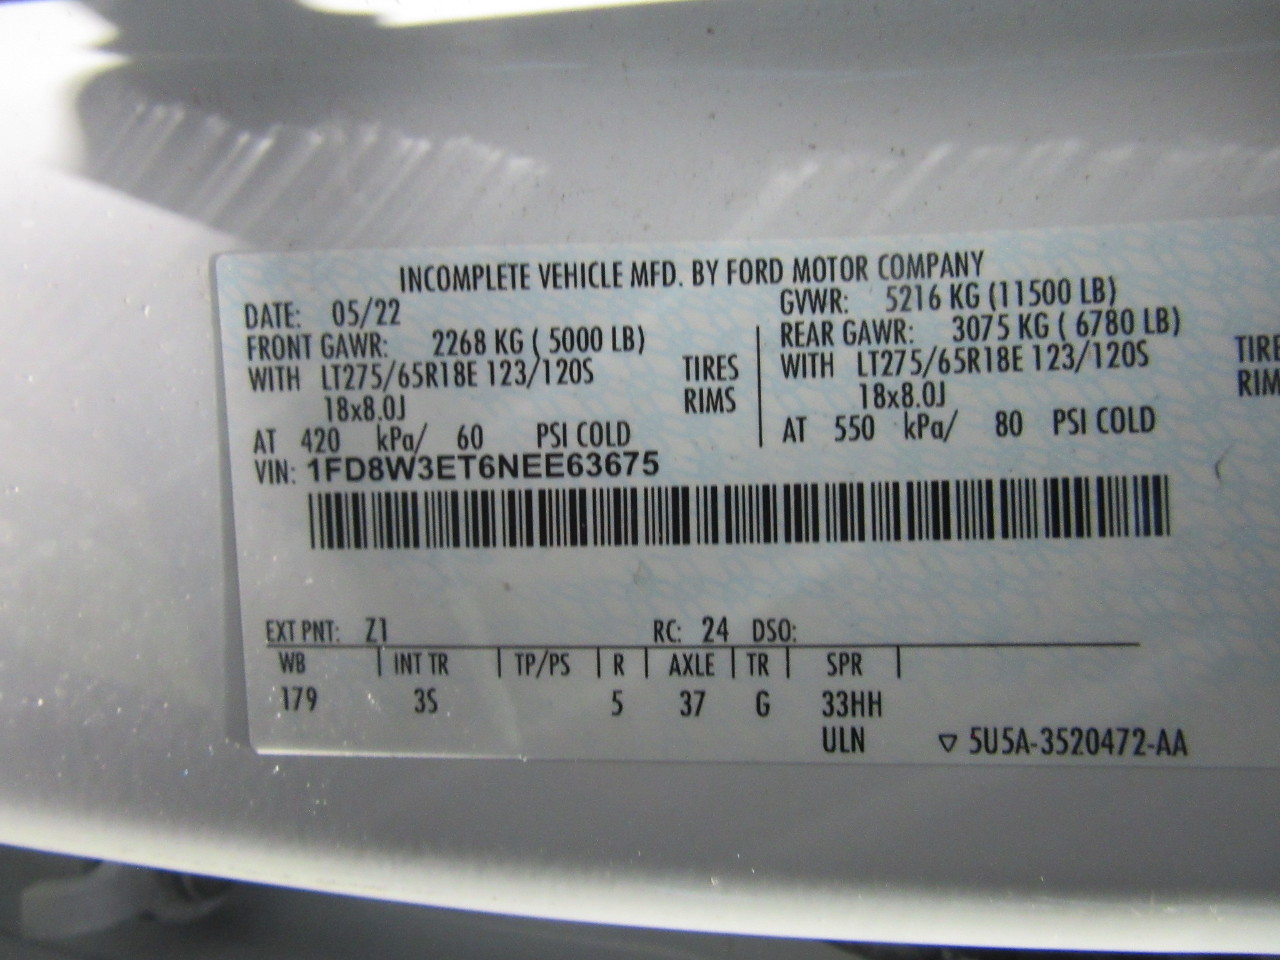 INCOMPLETE VEHICLE MFD. BY FORD MOTOR COMPANY
DATE: 05/22 GVWR: 5216 KG (11500 LB)
FRONT GAWR: 2268 KG ( 5000 LB) REAR GAWR: 3075 KG ( 6780 LB)
WITH LT275/65R18E 123/120S TIRES WITH LT275/65R18E 123/120S
18x8.0J RIMS 18x8.0J
AT 420 kPa/ 60 PSI COLD AT 550 kPa/ 80 PSI COLD
VIN: 1FD8W3ET6NEE63675
EXT PNT: Z1 RC: 24 DSO:
WB INT TR TP/PS R AXLE TR SPR
179 3S 5 37 G 33HH
ULN ▽ 5U5A-3520472-AA